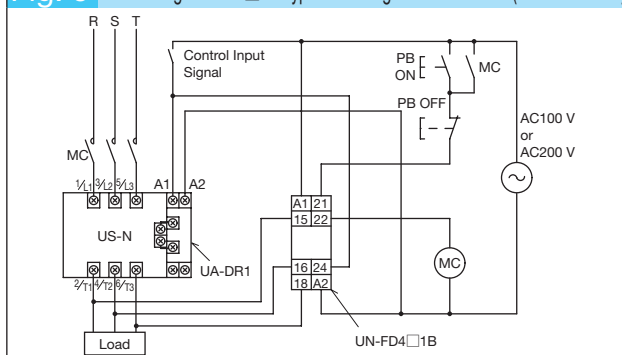 R S T
Control Input
Signal
PB
ON
MC
PB OFF
AC100 V
or
AC200 V
MC
1/L1 3/L2 5/L3
A1 A2
US-N
UA-DR1
2/T1 4/T2 6/T3
Load
A1 21
15 22
16 24
18 A2
MC
UN-FD4□1B